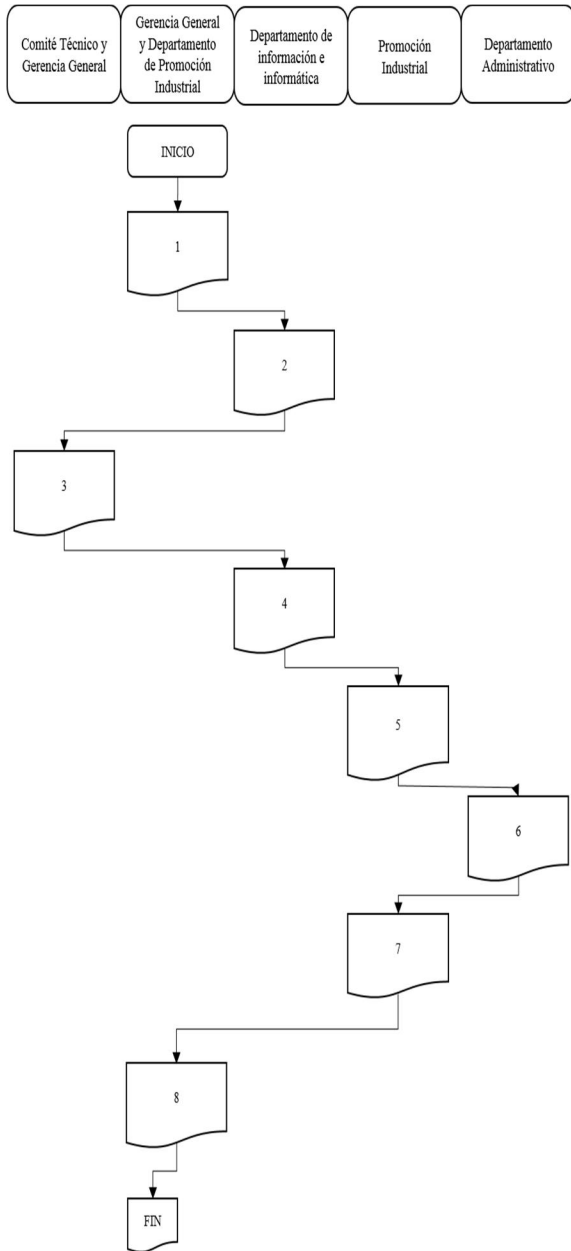 Comité Técnico y
Gerencia General
Gerencia General
y Departamento
de Promoción
Industrial
Departamento de
información e
informática
Promoción
Industrial
Departamento
Administrativo
INICIO
1
2
3
4
5
6
7
8
FIN